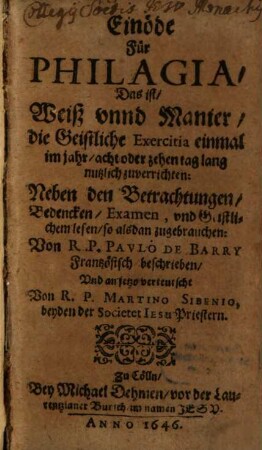 Einöde
Für
PHILAGIA/
Das ist/
Weiß vnnd Manier/
die Geistliche Exercitia einmal
im jahr/ acht oder zehen tag lang
nutzlich zuverrichten:
Neben den Betrachtungen/
Bedencken/ Examen, vnd Geistli-
chem lesen/ so alsdan zugebrauchen:
Von R. P. PAVLO DE BARRY
Frantzösisch beschrieben/
Vnd an jetzo verteutscht
Von R. P. MARTINO SIBENIO,
beyden der Societet IESU Priestern.
Zu Cölln/
Bey Michael Dehmen/ vor der Lau-
rentzianer Bursch im namen JESV.
ANNO 1646.